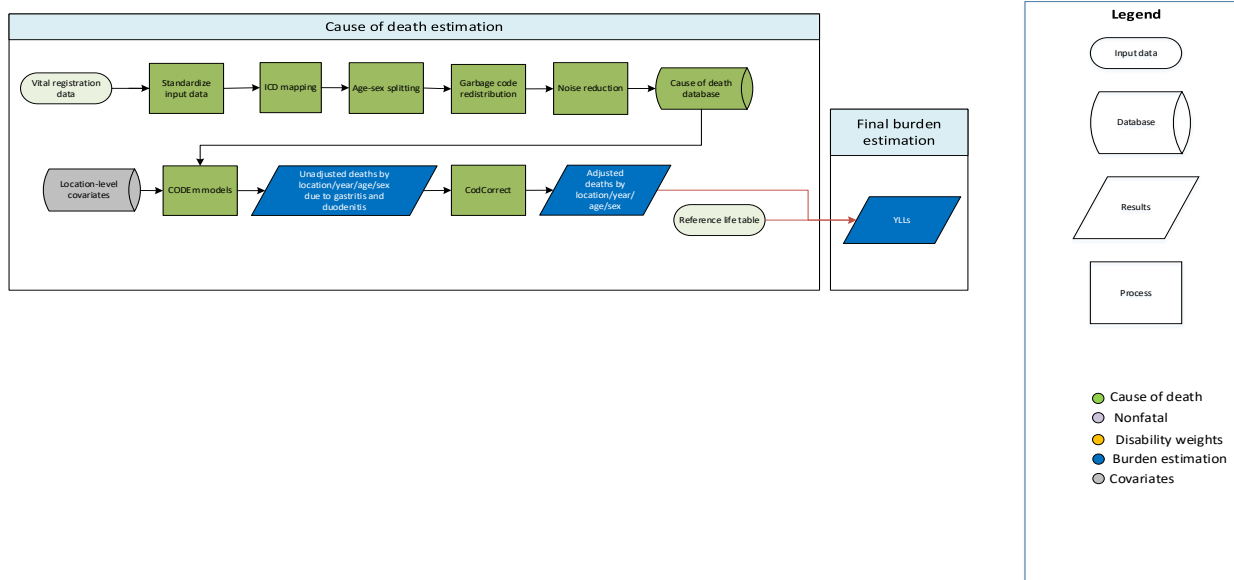 Cause of death estimation
Vital registration
data
Standardize
input data
ICD mapping
Age-sex splitting
Garbage code
redistribution
Noise reduction
Cause of death
database
Location-level
covariates
CODEm models
Unadjusted deaths by
location/year/age/sex
due to gastritis and
duodenitis
CodCorrect
Adjusted
deaths by
location/year/
age/sex
Reference life table
Final burden
estimation
YLLs
Legend
Input data
Database
Results
Process
Cause of death
Nonfatal
Disability weights
Burden estimation
Covariates